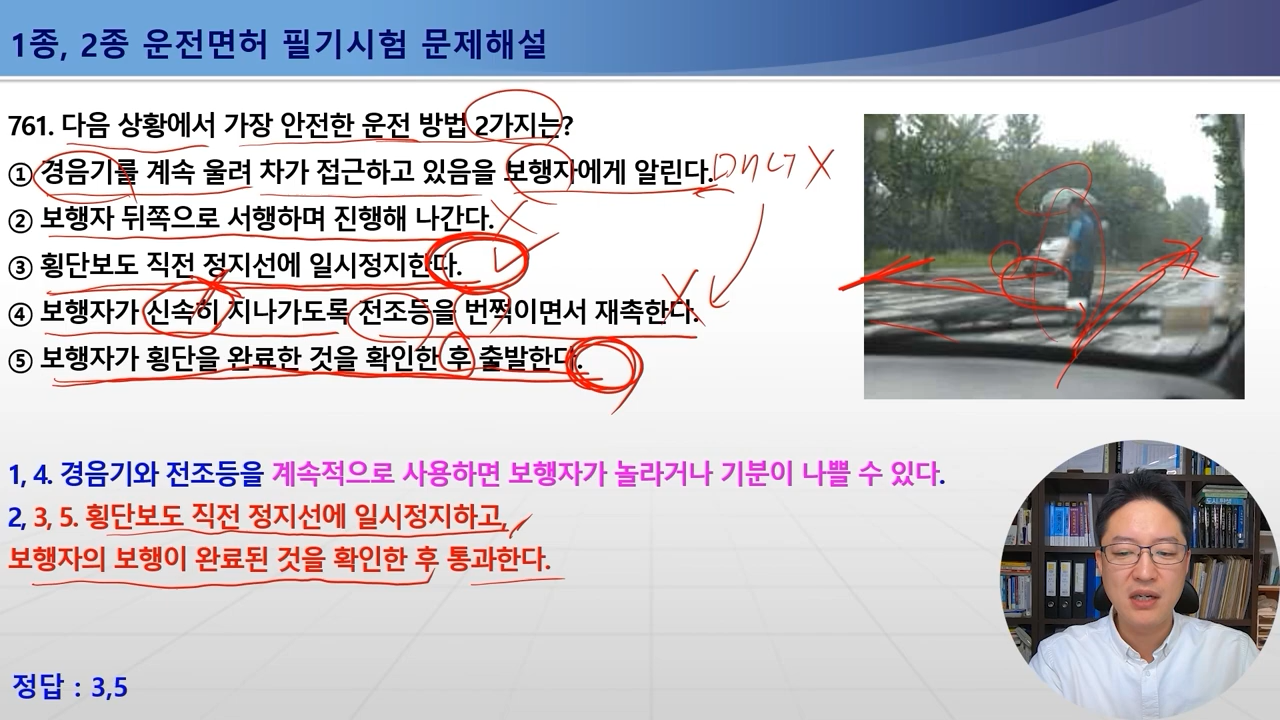 1종, 2종 운전면허 필기시험 문제해설
761. 다음 상황에서 가장 안전한 운전 방법 2가지는?
① 경음기를 계속 울려 차가 접근하고 있음을 보행자에게 알린다.
② 보행자 뒤쪽으로 서행하며 진행해 나간다.
③ 횡단보도 직전 정지선에 일시정지한다.
④ 보행자가 신속히 지나가도록 전조등을 번쩍이면서 재촉한다.
⑤ 보행자가 횡단을 완료한 것을 확인한 후 출발한다.
1, 4. 경음기와 전조등을 계속적으로 사용하면 보행자가 놀라거나 기분이 나쁠 수 있다.
2, 3, 5. 횡단보도 직전 정지선에 일시정지하고,
보행자의 보행이 완료된 것을 확인한 후 통과한다.
정답 : 3,5